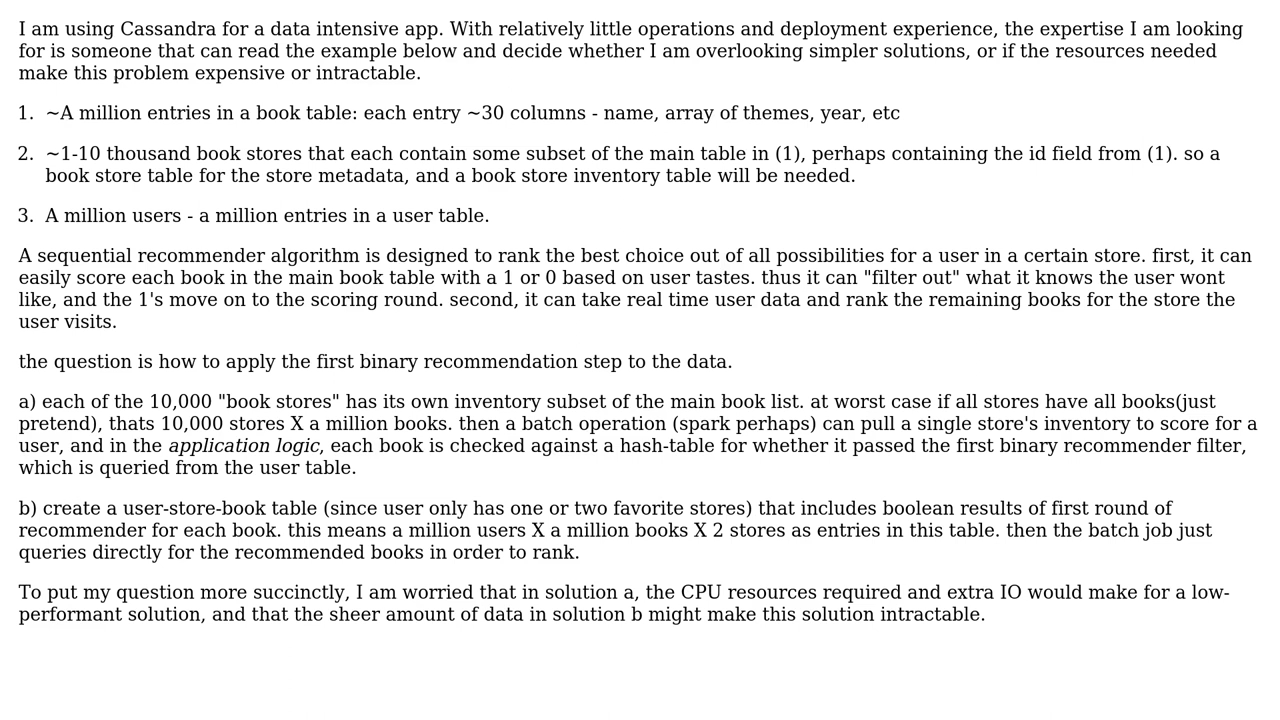 I am using Cassandra for a data intensive app. With relatively little operations and deployment experience, the expertise I am looking
for is someone that can read the example below and decide whether I am overlooking simpler solutions, or if the resources needed
make this problem expensive or intractable.
1. ~A million entries in a book table: each entry ~30 columns - name, array of themes, year, etc
2. ~1-10 thousand book stores that each contain some subset of the main table in (1), perhaps containing the id field from (1). so a
book store table for the store metadata, and a book store inventory table will be needed.
3. A million users - a million entries in a user table.
A sequential recommender algorithm is designed to rank the best choice out of all possibilities for a user in a certain store. first, it can
easily score each book in the main book table with a 1 or 0 based on user tastes. thus it can "filter out" what it knows the user wont
like, and the 1's move on to the scoring round. second, it can take real time user data and rank the remaining books for the store the
user visits.
the question is how to apply the first binary recommendation step to the data.
a) each of the 10,000 "book stores" has its own inventory subset of the main book list. at worst case if all stores have all books(just
pretend), thats 10,000 stores X a million books. then a batch operation (spark perhaps) can pull a single store's inventory to score for a
user, and in the application logic, each book is checked against a hash-table for whether it passed the first binary recommender filter,
which is queried from the user table.
b) create a user-store-book table (since user only has one or two favorite stores) that includes boolean results of first round of
recommender for each book. this means a million users X a million books X 2 stores as entries in this table. then the batch job just
queries directly for the recommended books in order to rank.
To put my question more succinctly, I am worried that in solution a, the CPU resources required and extra IO would make for a low-
performant solution, and that the sheer amount of data in solution b might make this solution intractable.